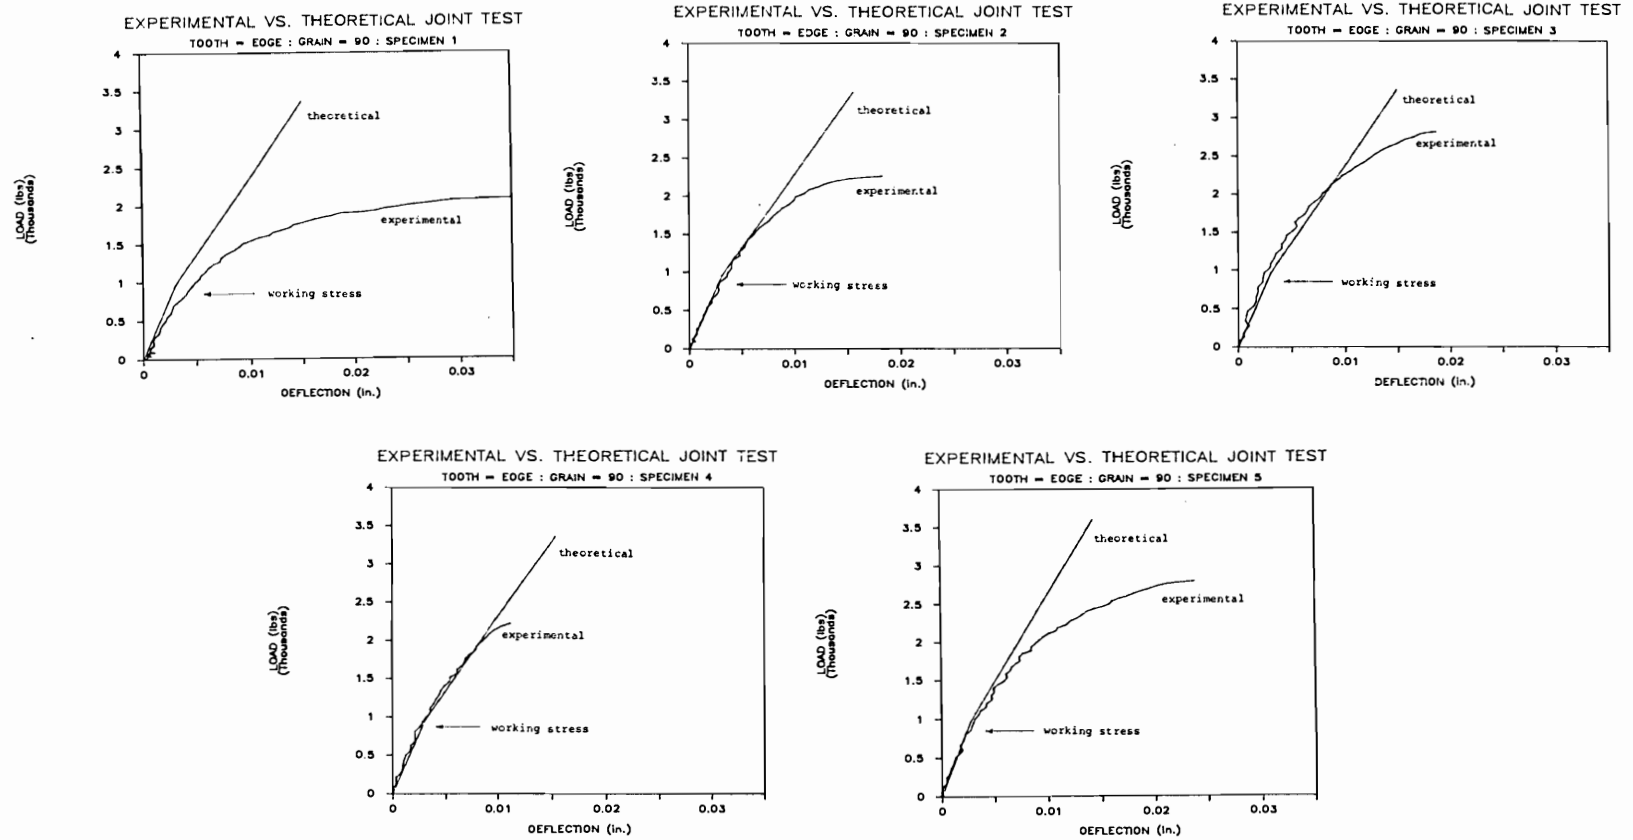 EXPERIMENTAL VS. THEORETICAL JOINT TEST
TOOTH = EDGE : GRAIN = 90 : SPECIMEN 1
4
3.5
3
2.5
2
1.5
1
0.5
0
LOAD (lbs)
(Thousands)
theoretical
experimental
working stress
0
0.01
0.02
0.03
DEFLECTION (in.)
EXPERIMENTAL VS. THEORETICAL JOINT TEST
TOOTH = EDGE : GRAIN = 90 : SPECIMEN 2
4
3.5
3
2.5
2
1.5
1
0.5
0
LOAD (lbs)
(Thousands)
theoretical
experimental
working stress
0
0.01
0.02
0.03
DEFLECTION (in.)
EXPERIMENTAL VS. THEORETICAL JOINT TEST
TOOTH = EDGE : GRAIN = 90 : SPECIMEN 3
4
3.5
3
2.5
2
1.5
1
0.5
0
LOAD (lbs)
(Thousands)
theoretical
experimental
working stress
0
0.01
0.02
0.03
DEFLECTION (in.)
EXPERIMENTAL VS. THEORETICAL JOINT TEST
TOOTH = EDGE : GRAIN = 90 : SPECIMEN 4
4
3.5
3
2.5
2
1.5
1
0.5
0
LOAD (lbs)
(Thousands)
theoretical
experimental
working stress
0
0.01
0.02
0.03
DEFLECTION (in.)
EXPERIMENTAL VS. THEORETICAL JOINT TEST
TOOTH = EDGE : GRAIN = 90 : SPECIMEN 5
4
3.5
3
2.5
2
1.5
1
0.5
0
LOAD (lbs)
(Thousands)
theoretical
experimental
working stress
0
0.01
0.02
0.03
DEFLECTION (in.)